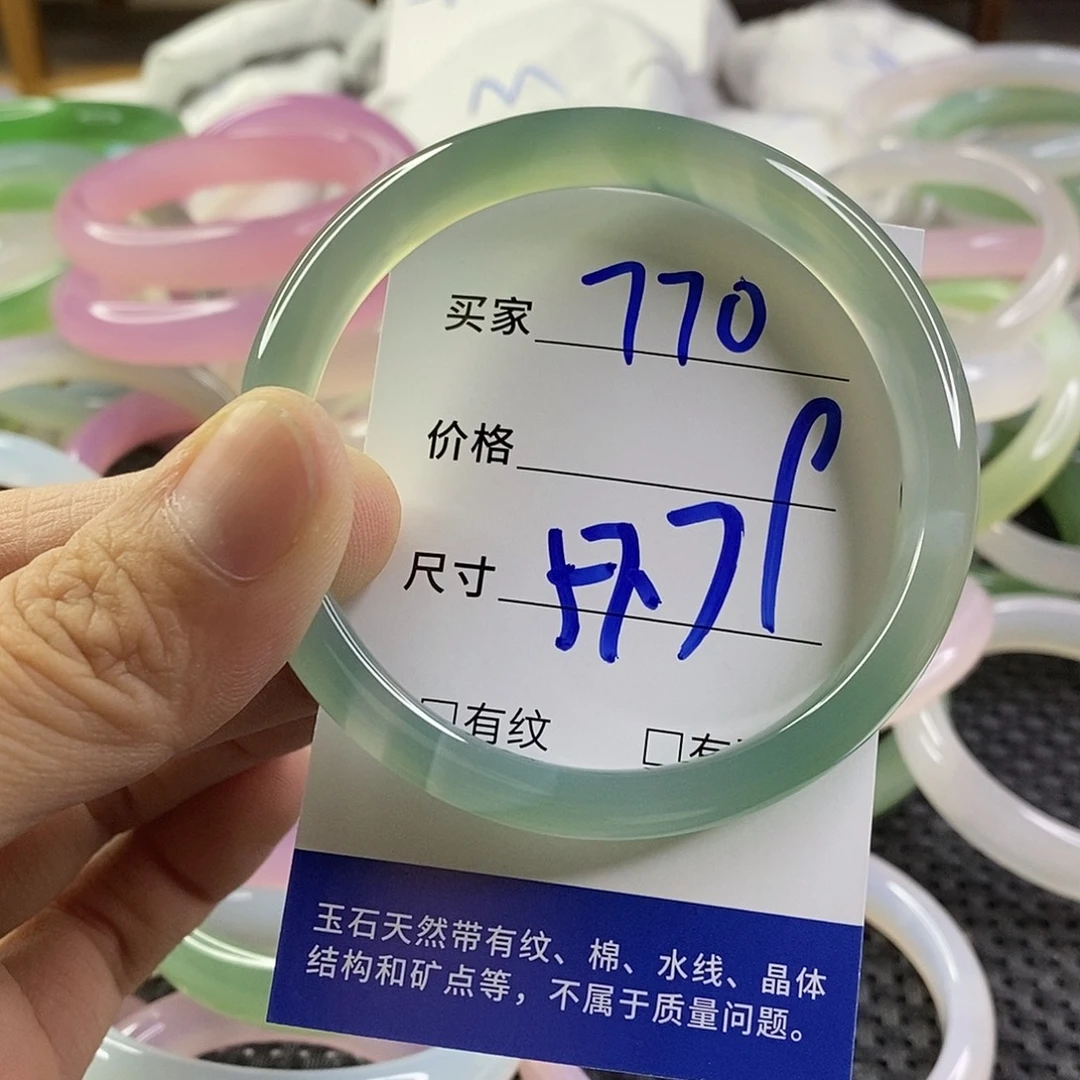 买家 770
价格
尺寸 57
□有纹 □有
玉石天然带有纹、棉、水线、晶体
结构和矿点等，不属于质量问题。